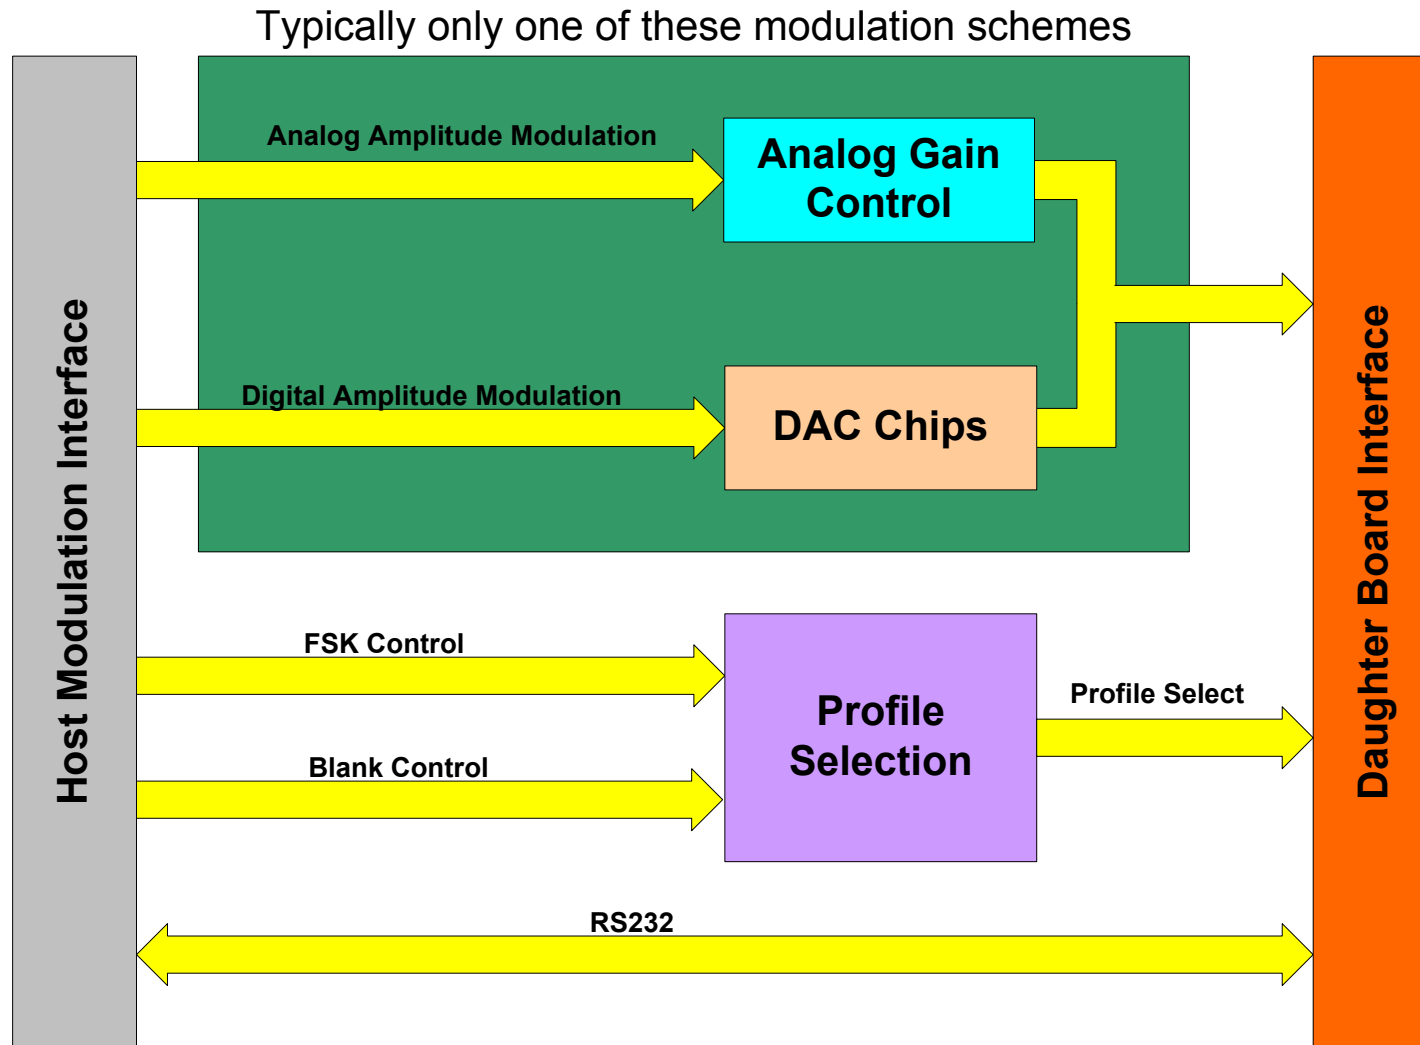 Typically only one of these modulation schemes
Host Modulation Interface
Analog Amplitude Modulation
Analog Gain
Control
Digital Amplitude Modulation
DAC Chips
FSK Control
Blank Control
Profile
Selection
Profile Select
RS232
Daughter Board Interface